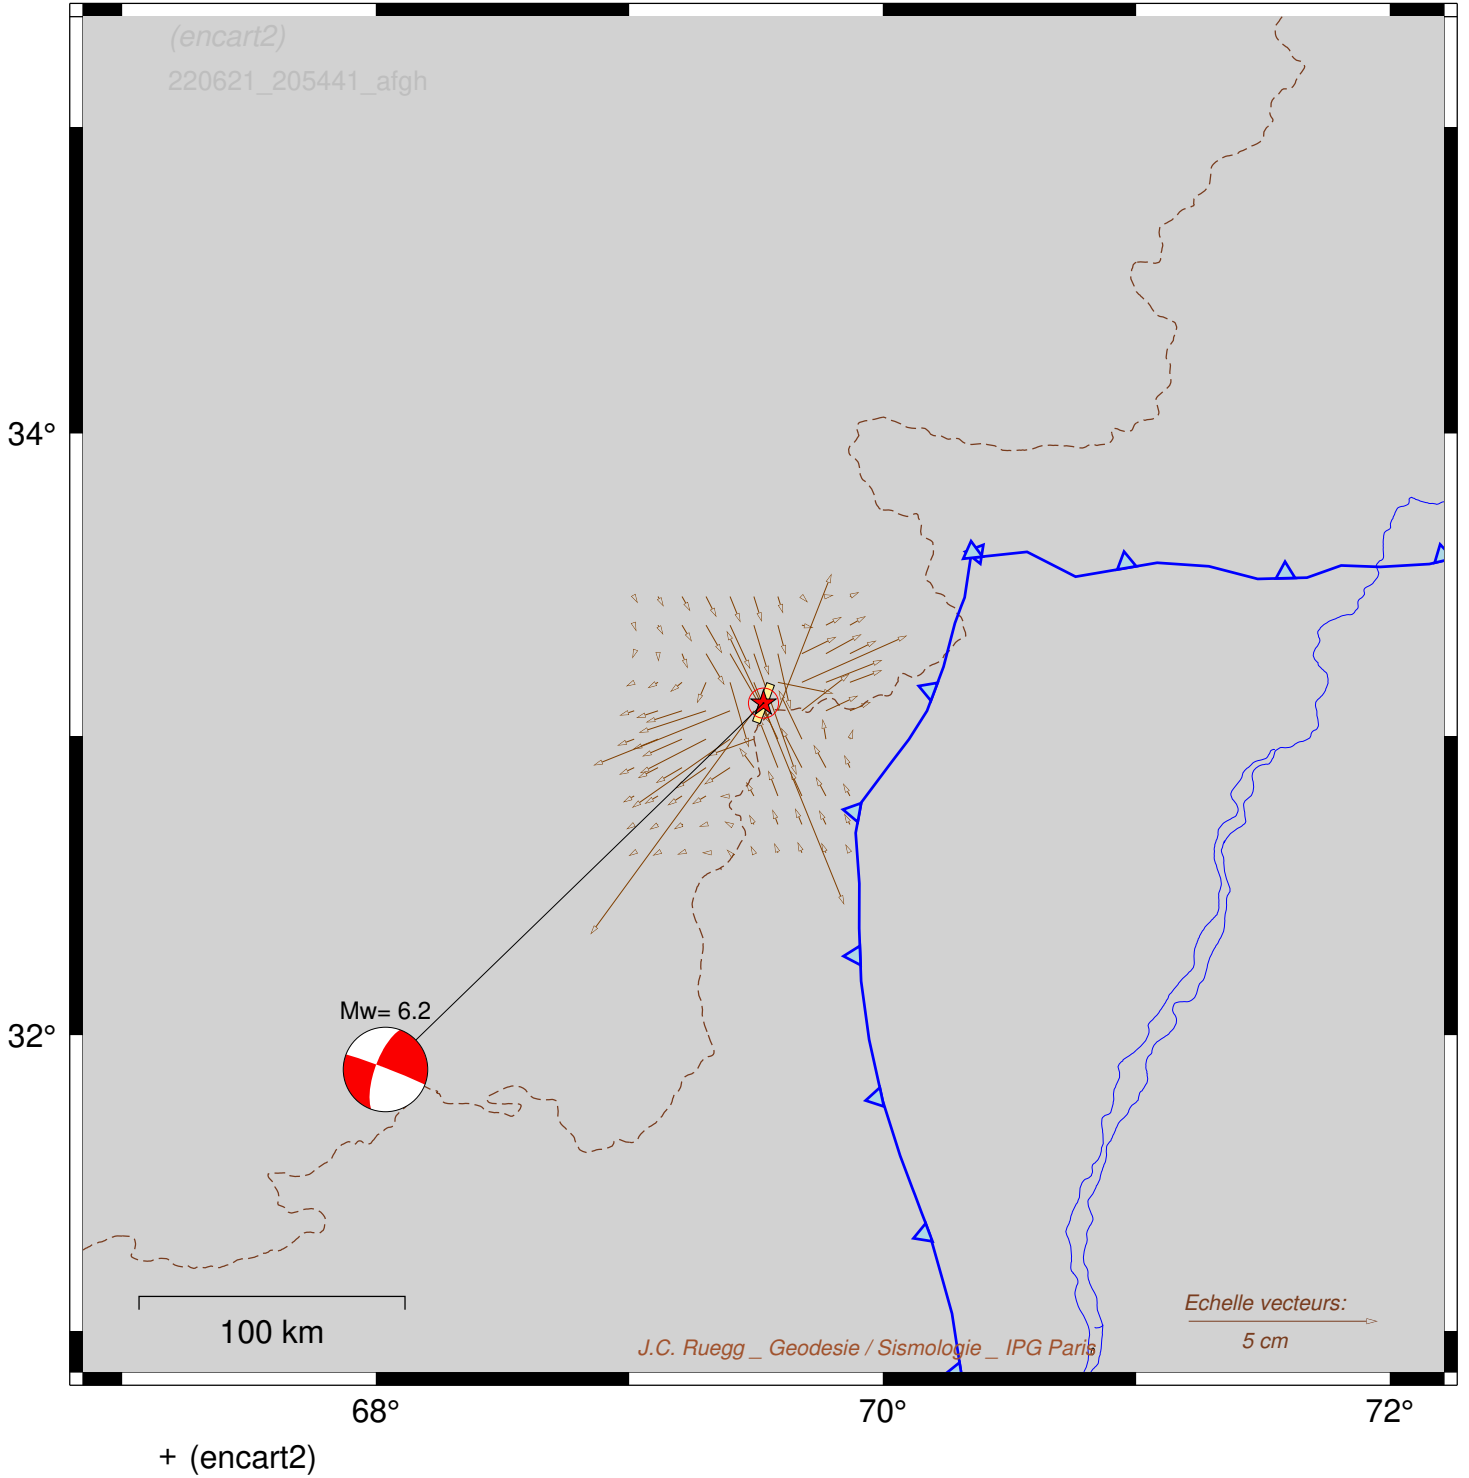 (encart2)
220621_205441_afgh
34°
Mw= 6.2
32°
100 km
Echelle vecteurs:
5 cm
J.C. Ruegg _ Geodesie / Sismologie _ IPG Paris
68°
70°
72°
+ (encart2)